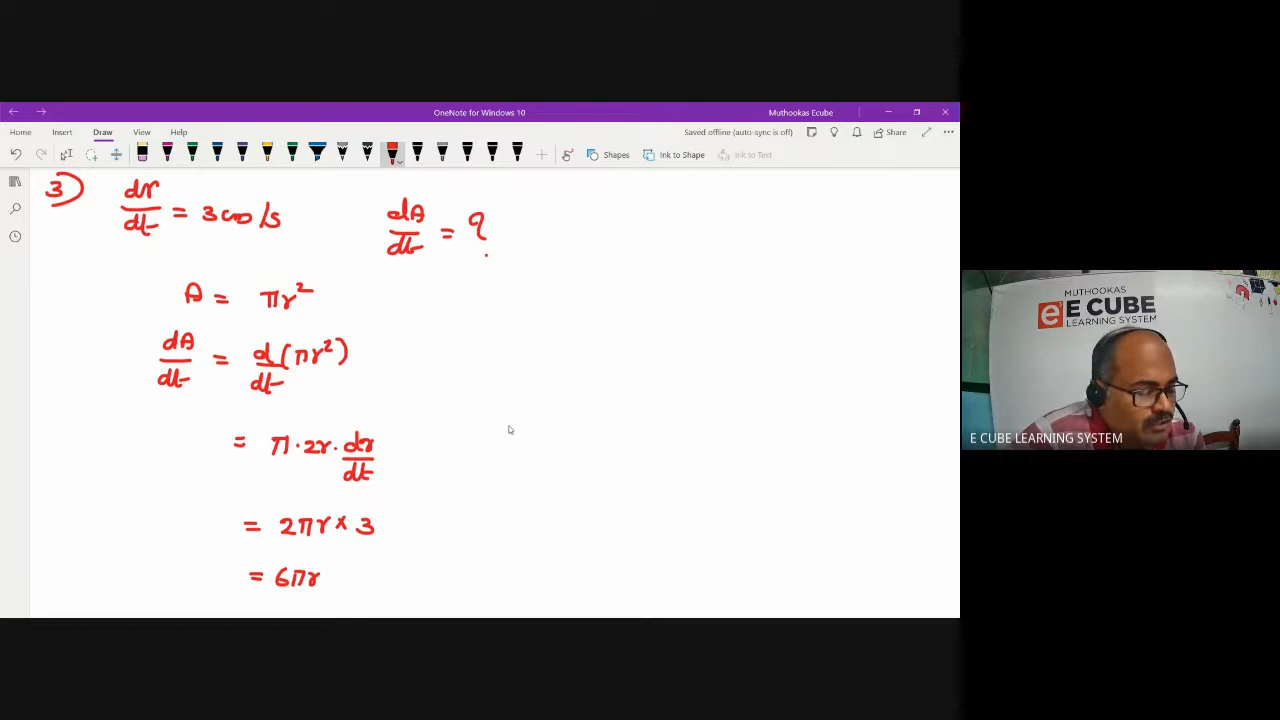 OneNote for Windows 10
Muthookas Ecube
Home Insert Draw View Help
Saved offline (auto-sync is off)
Share
Shapes
Ink to Shape
Ink to Text
3) dr/dt = 3cm/s
dA/dt = ?
A = πr²
dA/dt = d/dt (πr²)
= π · 2r · dr/dt
= 2πr × 3
= 6πr
MUTHOOKAS
e³ E CUBE
LEARNING SYSTEM
E CUBE LEARNING SYSTEM